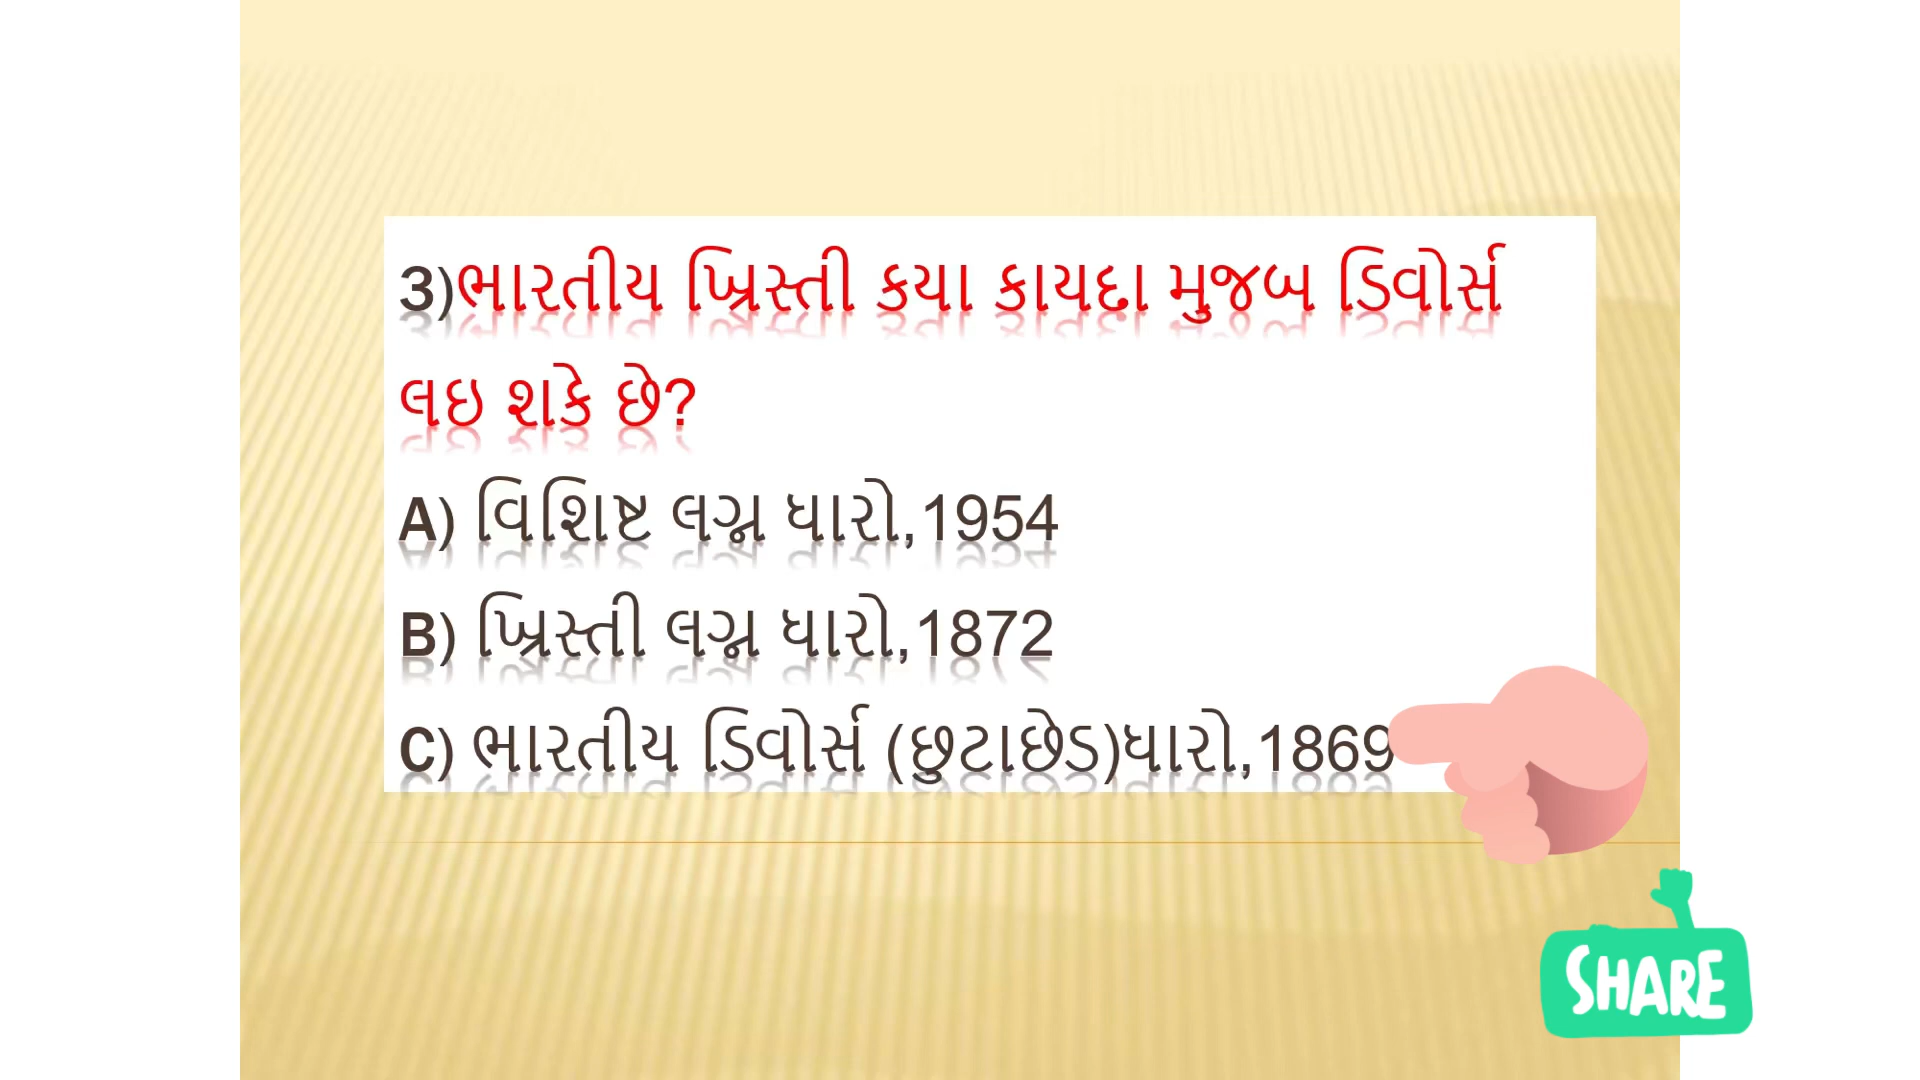 3)ભારતીય ખ્રિસ્તી કયા કાયદા મુજબ ડિવોર્સ
લઇ શકે છે?
A) વિશિષ્ટ લગ્ન ધારો,1954
B) ખ્રિસ્તી લગ્ન ધારો,1872
C) ભારતીય ડિવોર્સ (છુટાછેડ)ધારો,1869
SHARE